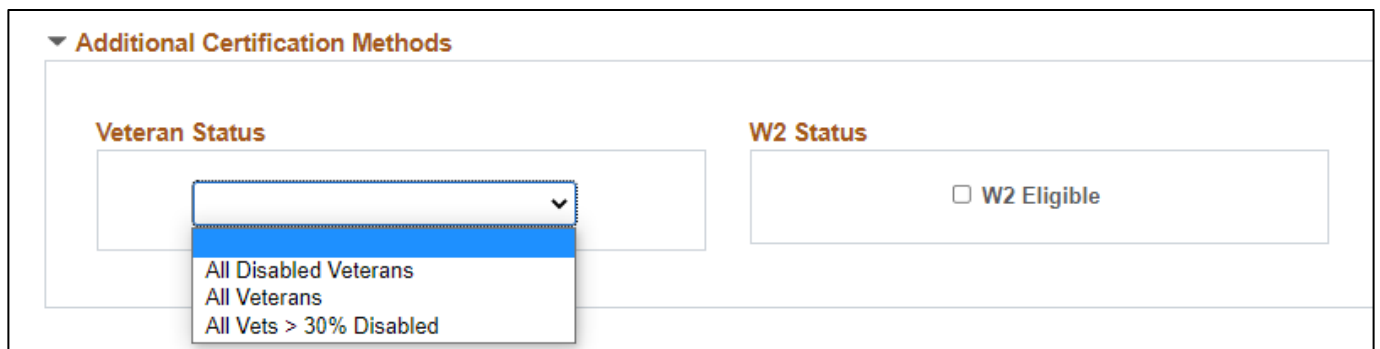 Additional Certification Methods
Veteran Status
W2 Status
W2 Eligible
All Disabled Veterans
All Veterans
All Vets > 30% Disabled